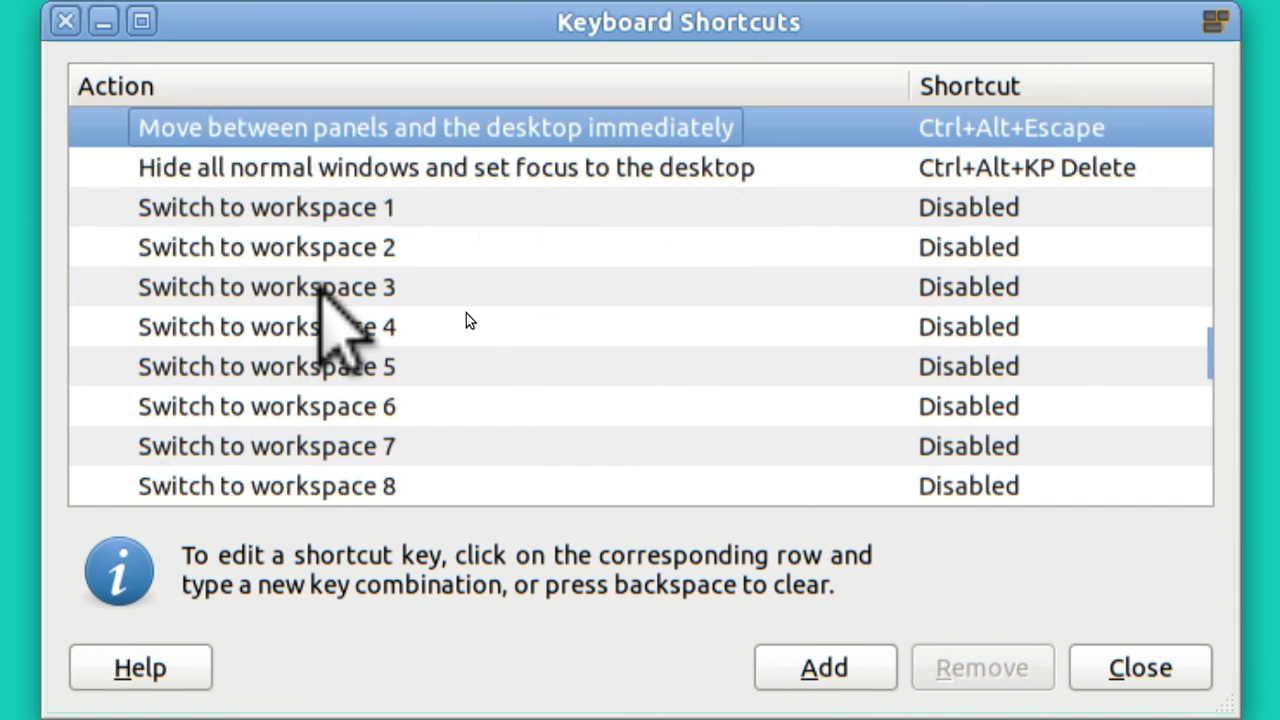 Keyboard Shortcuts
Action Shortcut
Move between panels and the desktop immediately Ctrl+Alt+Escape
Hide all normal windows and set focus to the desktop Ctrl+Alt+KP Delete
Switch to workspace 1 Disabled
Switch to workspace 2 Disabled
Switch to workspace 3 Disabled
Switch to workspace 4 Disabled
Switch to workspace 5 Disabled
Switch to workspace 6 Disabled
Switch to workspace 7 Disabled
Switch to workspace 8 Disabled
To edit a shortcut key, click on the corresponding row and
type a new key combination, or press backspace to clear.
Help Add Remove Close